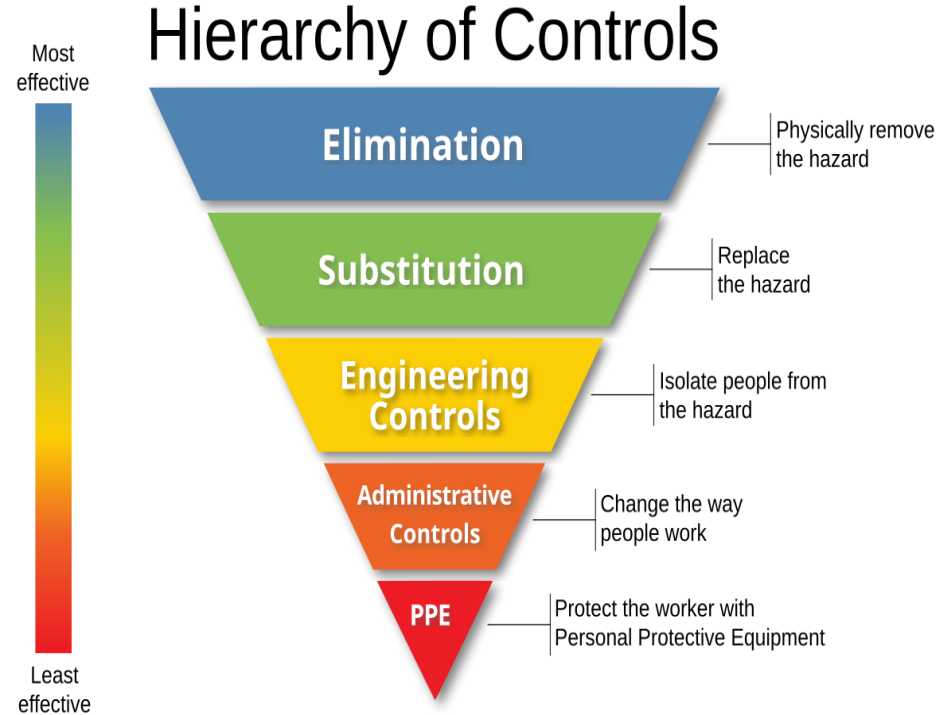 Hierarchy of Controls
Most
effective
Elimination
Physically remove
the hazard
Substitution
Replace
the hazard
Engineering
Controls
Isolate people from
the hazard
Administrative
Controls
Change the way
people work
PPE
Protect the worker with
Personal Protective Equipment
Least
effective